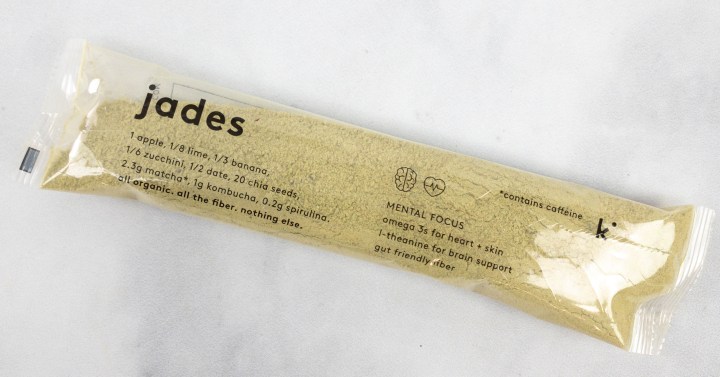 jades
1 apple, 1/8 lime, 1/3 banana,
1/6 zucchini, 1/2 date, 20 chia seeds,
2.3g matcha*, 1g kombucha, 0.2g spirulina.
all organic. all the fiber. nothing else.
MENTAL FOCUS
omega 3s for heart + skin
l-theanine for brain support
gut friendly fiber
*contains caffeine